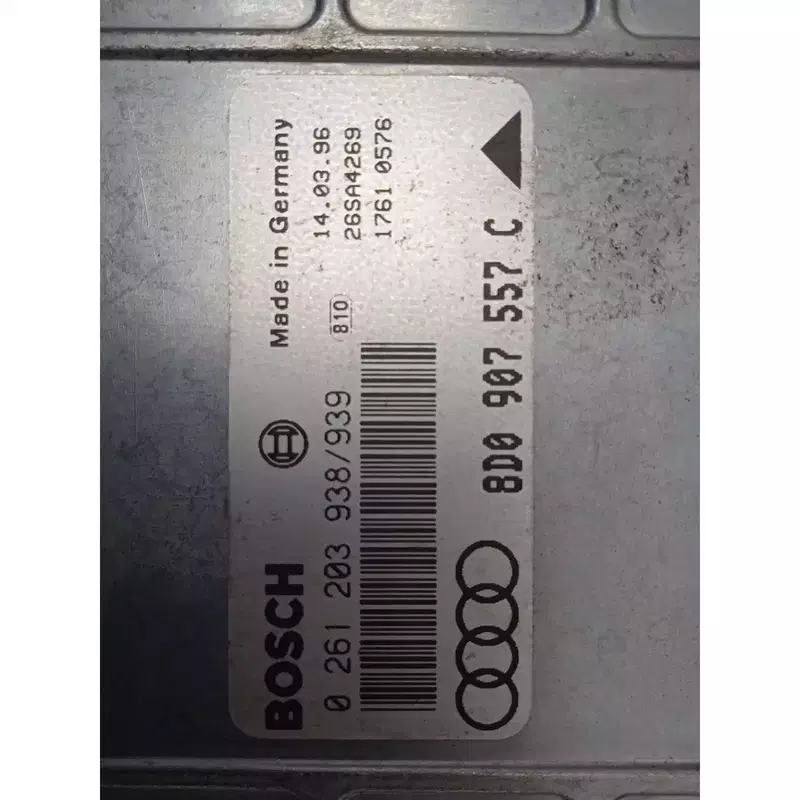 BOSCH
Made in Germany
0 261 203 938/939
810
14.03.96
26SA4269
1761 0576
8D0 907 557 C